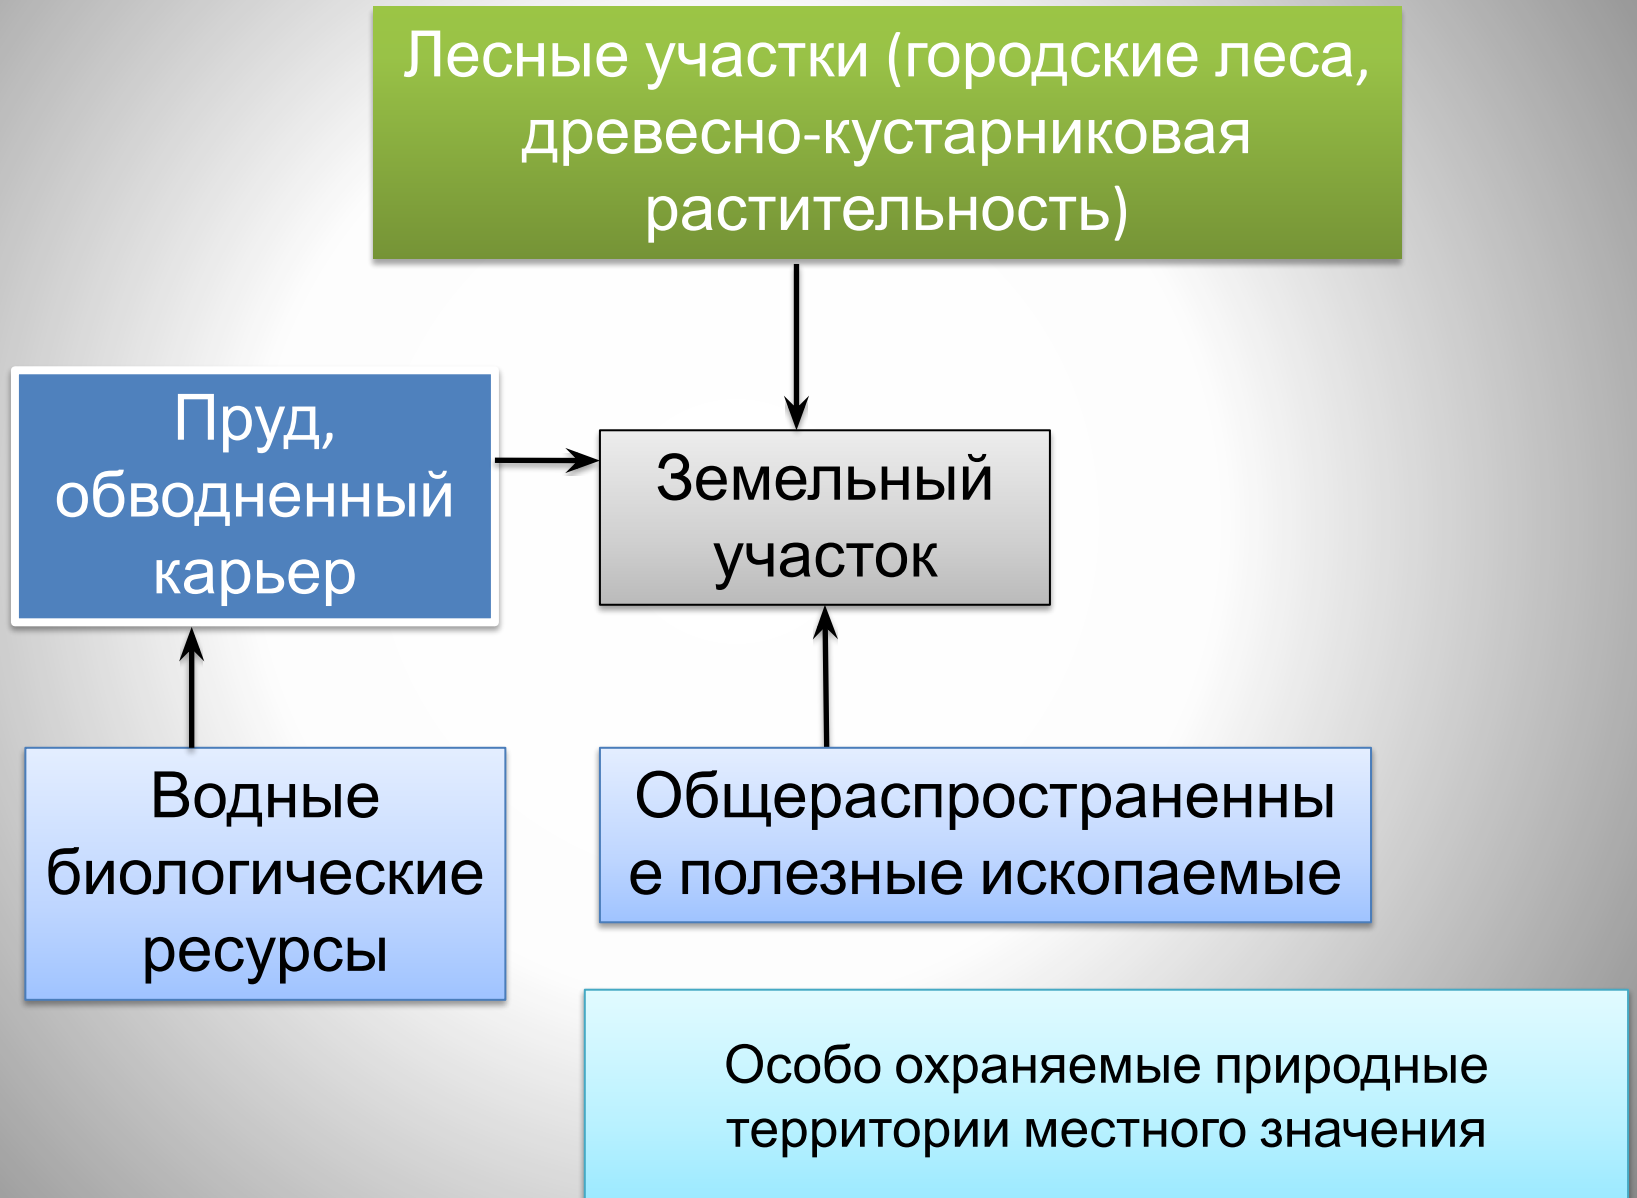 Лесные участки (городские леса,
древесно-кустарниковая
растительность)
Пруд,
обводненный
карьер
Земельный
участок
Водные
биологические
ресурсы
Общераспространенны
е полезные ископаемые
Особо охраняемые природные
территории местного значения